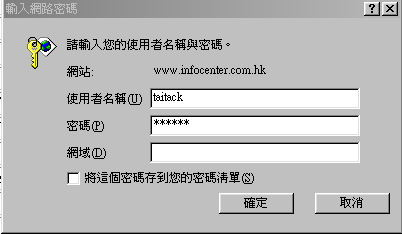 輸入網路密碼
請輸入您的使用者名稱與密碼。
網站: www.infocenter.com.hk
使用者名稱(U) taitack
密碼(P) ******
網域(D)
將這個密碼存到您的密碼清單(S)
確定 取消